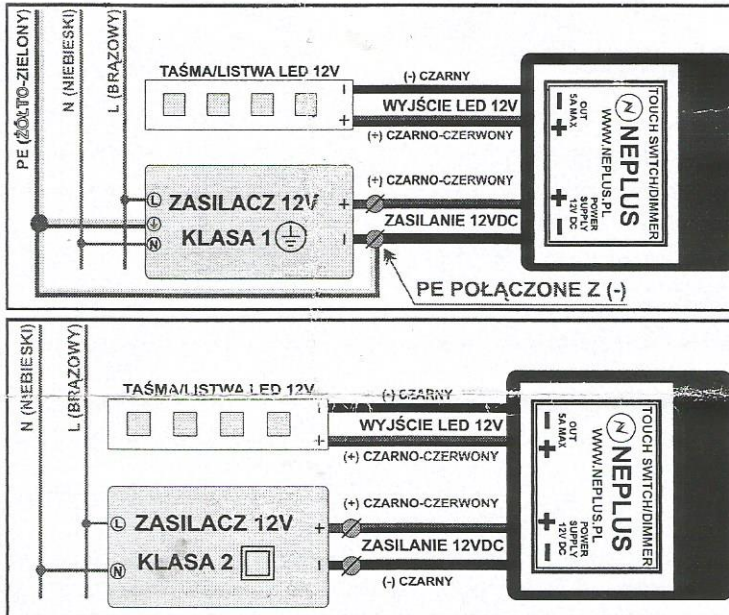 PE (ŻÓŁTO-ZIELONY)
N (NIEBIESKI)
L (BRĄZOWY)
TAŚMA/LISTWA LED 12V
-
+
(-) CZARNY
WYJŚCIE LED 12V
(+) CZARNO-CZERWONY
L
N
ZASILACZ 12V
KLASA 1
+
-
(+) CZARNO-CZERWONY
ZASILANIE 12VDC
PE POŁĄCZONE Z (-)
TOUCH SWITCH/DIMMER
N NEPLUS
WWW.NEPLUS.PL
- +
OUT
5A MAX
+ -
POWER
SUPPLY
12V DC
N (NIEBIESKI)
L (BRĄZOWY)
TAŚMA/LISTWA LED 12V
-
+
(-) CZARNY
WYJŚCIE LED 12V
(+) CZARNO-CZERWONY
L
N
ZASILACZ 12V
KLASA 2
+
-
(+) CZARNO-CZERWONY
ZASILANIE 12VDC
(-) CZARNY
TOUCH SWITCH/DIMMER
N NEPLUS
WWW.NEPLUS.PL
- +
OUT
5A MAX
+ -
POWER
SUPPLY
12V DC